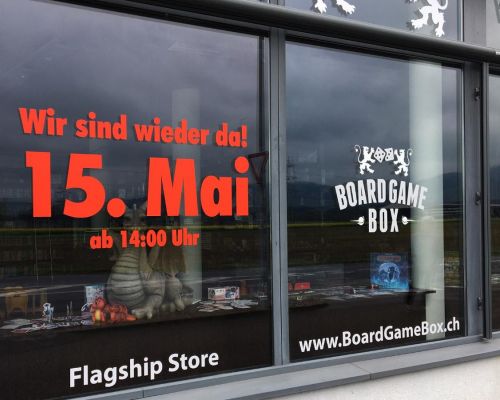 Wir sind wieder da!
15. Mai
ab 14:00 Uhr
Flagship Store
BOARD GAME
BOX
www.BoardGameBox.ch